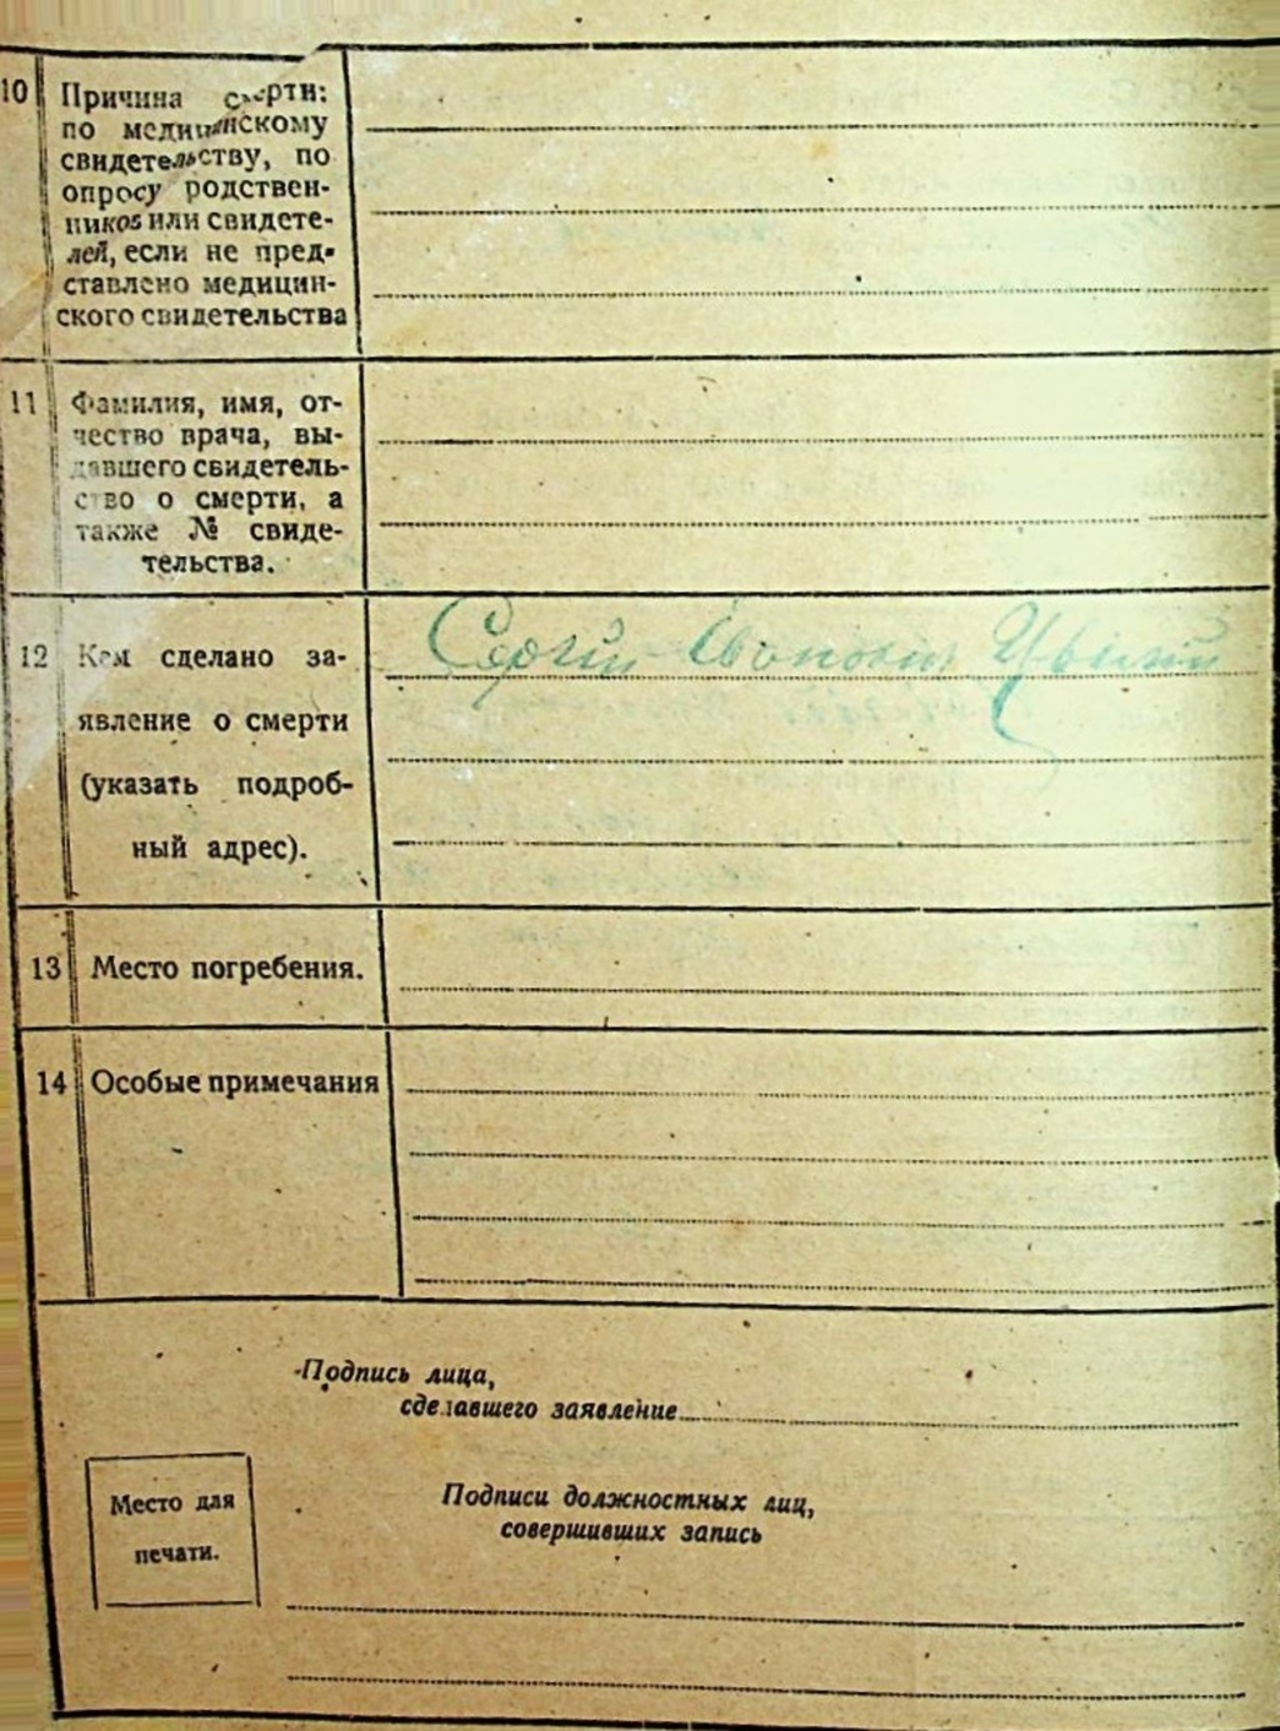 10 Причина смерти:
по медицинскому
свидетельству, по
опросу родствен-
ников или свидете-
лей, если не пред-
ставлено медицин-
ского свидетельства
11 Фамилия, имя, от-
чество врача, вы-
давшего свидетель-
ство о смерти, а
также № свиде-
тельства.
12 Кем сделано за-
явление о смерти
(указать подроб-
ный адрес).
Сергій
13 Место погребения.
14 Особые примечания
Подпись лица,
сделавшего заявление
Место для
печати.
Подписи должностных лиц,
совершивших запись